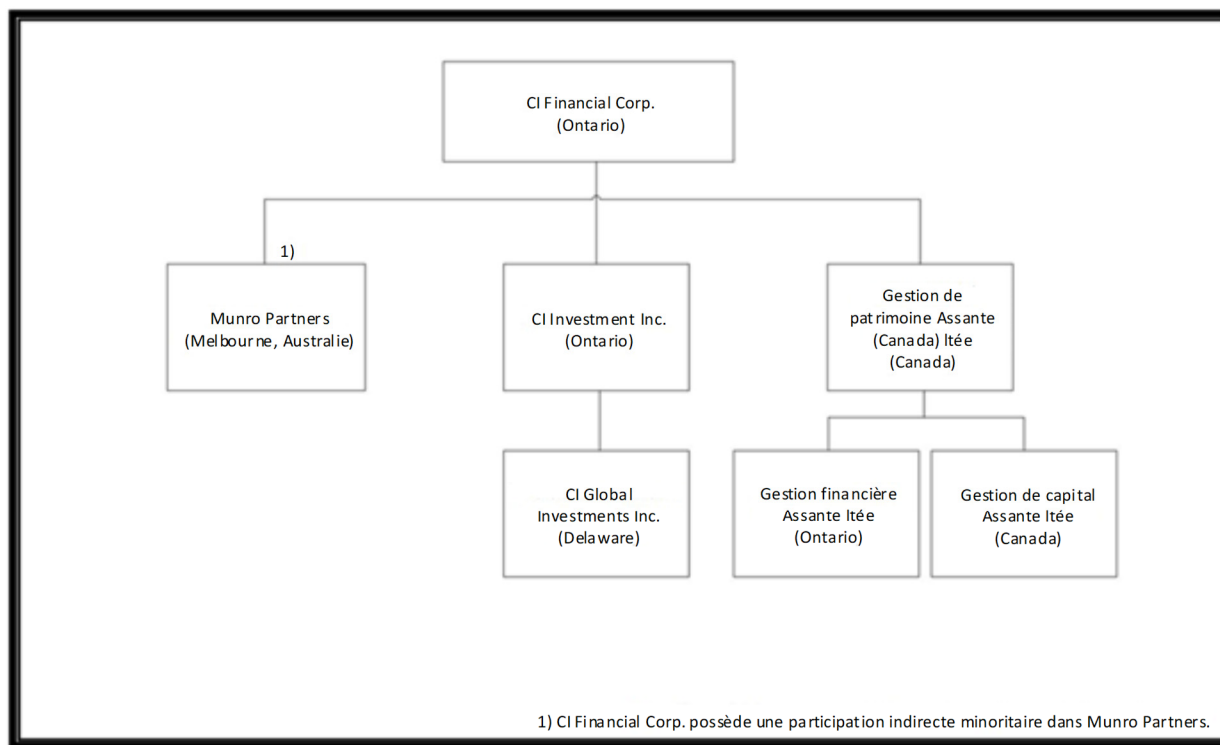 CI Financial Corp.
(Ontario)
1)
Munro Partners
(Melbourne, Australie)
CI Investment Inc.
(Ontario)
Gestion de
patrimoine Assante
(Canada) ltée
(Canada)
CI Global
Investments Inc.
(Delaware)
Gestion financière
Assante ltée
(Ontario)
Gestion de capital
Assante ltée
(Canada)
1) CI Financial Corp. possède une participation indirecte minoritaire dans Munro Partners.